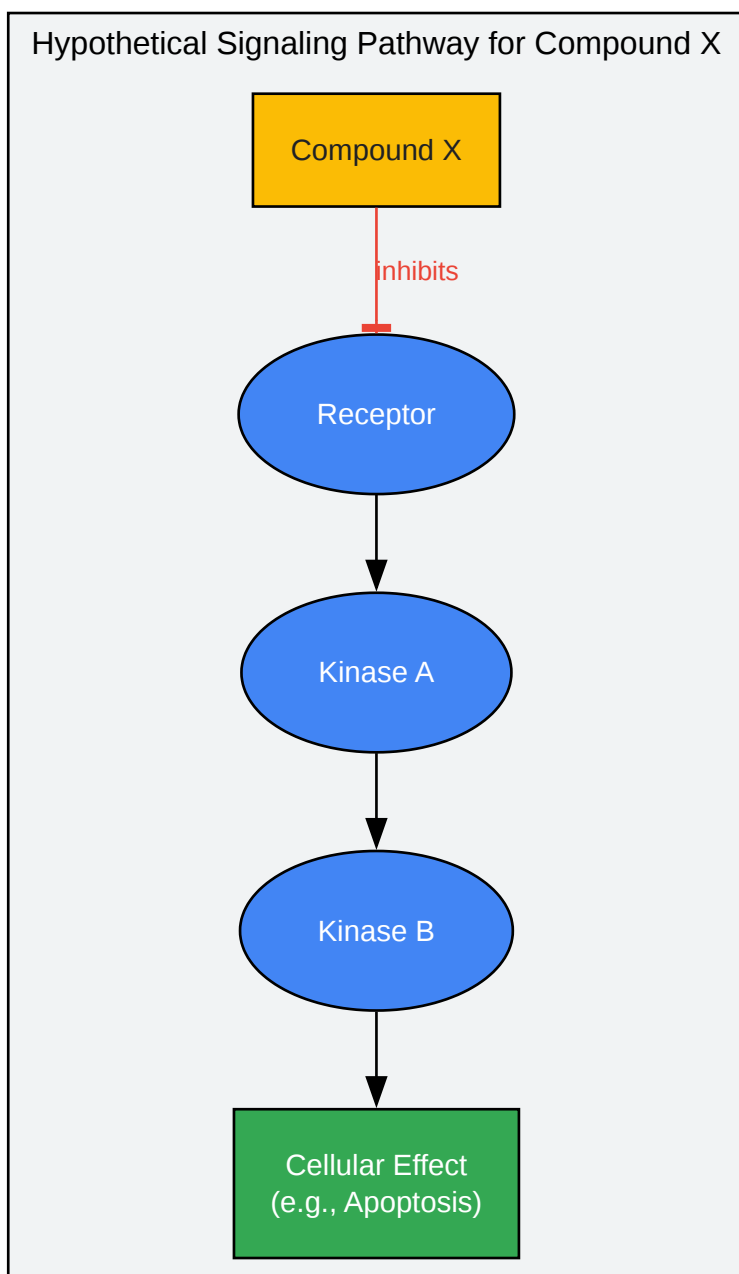 Hypothetical Signaling Pathway for Compound X
Compound X
inhibits
Receptor
Kinase A
Kinase B
Cellular Effect
(e.g., Apoptosis)